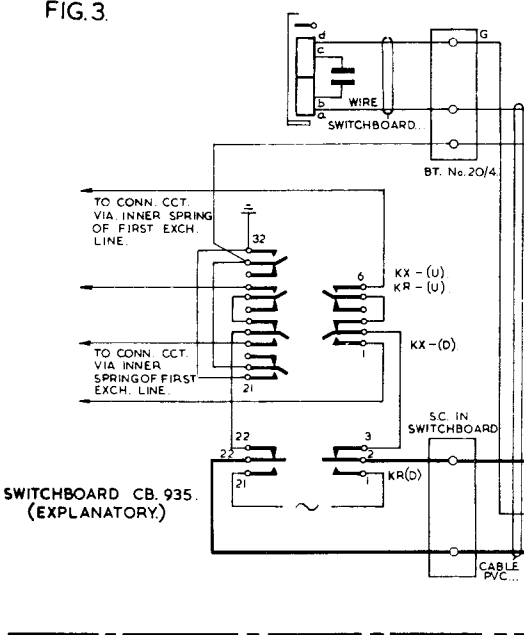 FIG. 3.
d
G
c
b
WIRE
a
SWITCHBOARD...
BT. No. 20/4
TO CONN. CCT.
VIA. INNER SPRING
OF FIRST EXCH.
LINE.
32
6
KX - (U)
KR - (U)
KX - (D)
1
TO CONN. CCT.
VIA INNER
SPRING OF FIRST
EXCH. LINE.
21
S.C. IN
SWITCHBOARD
22
3
22
2
21
1
KR(D)
SWITCHBOARD CB. 935.
(EXPLANATORY.)
CABLE
PVC...